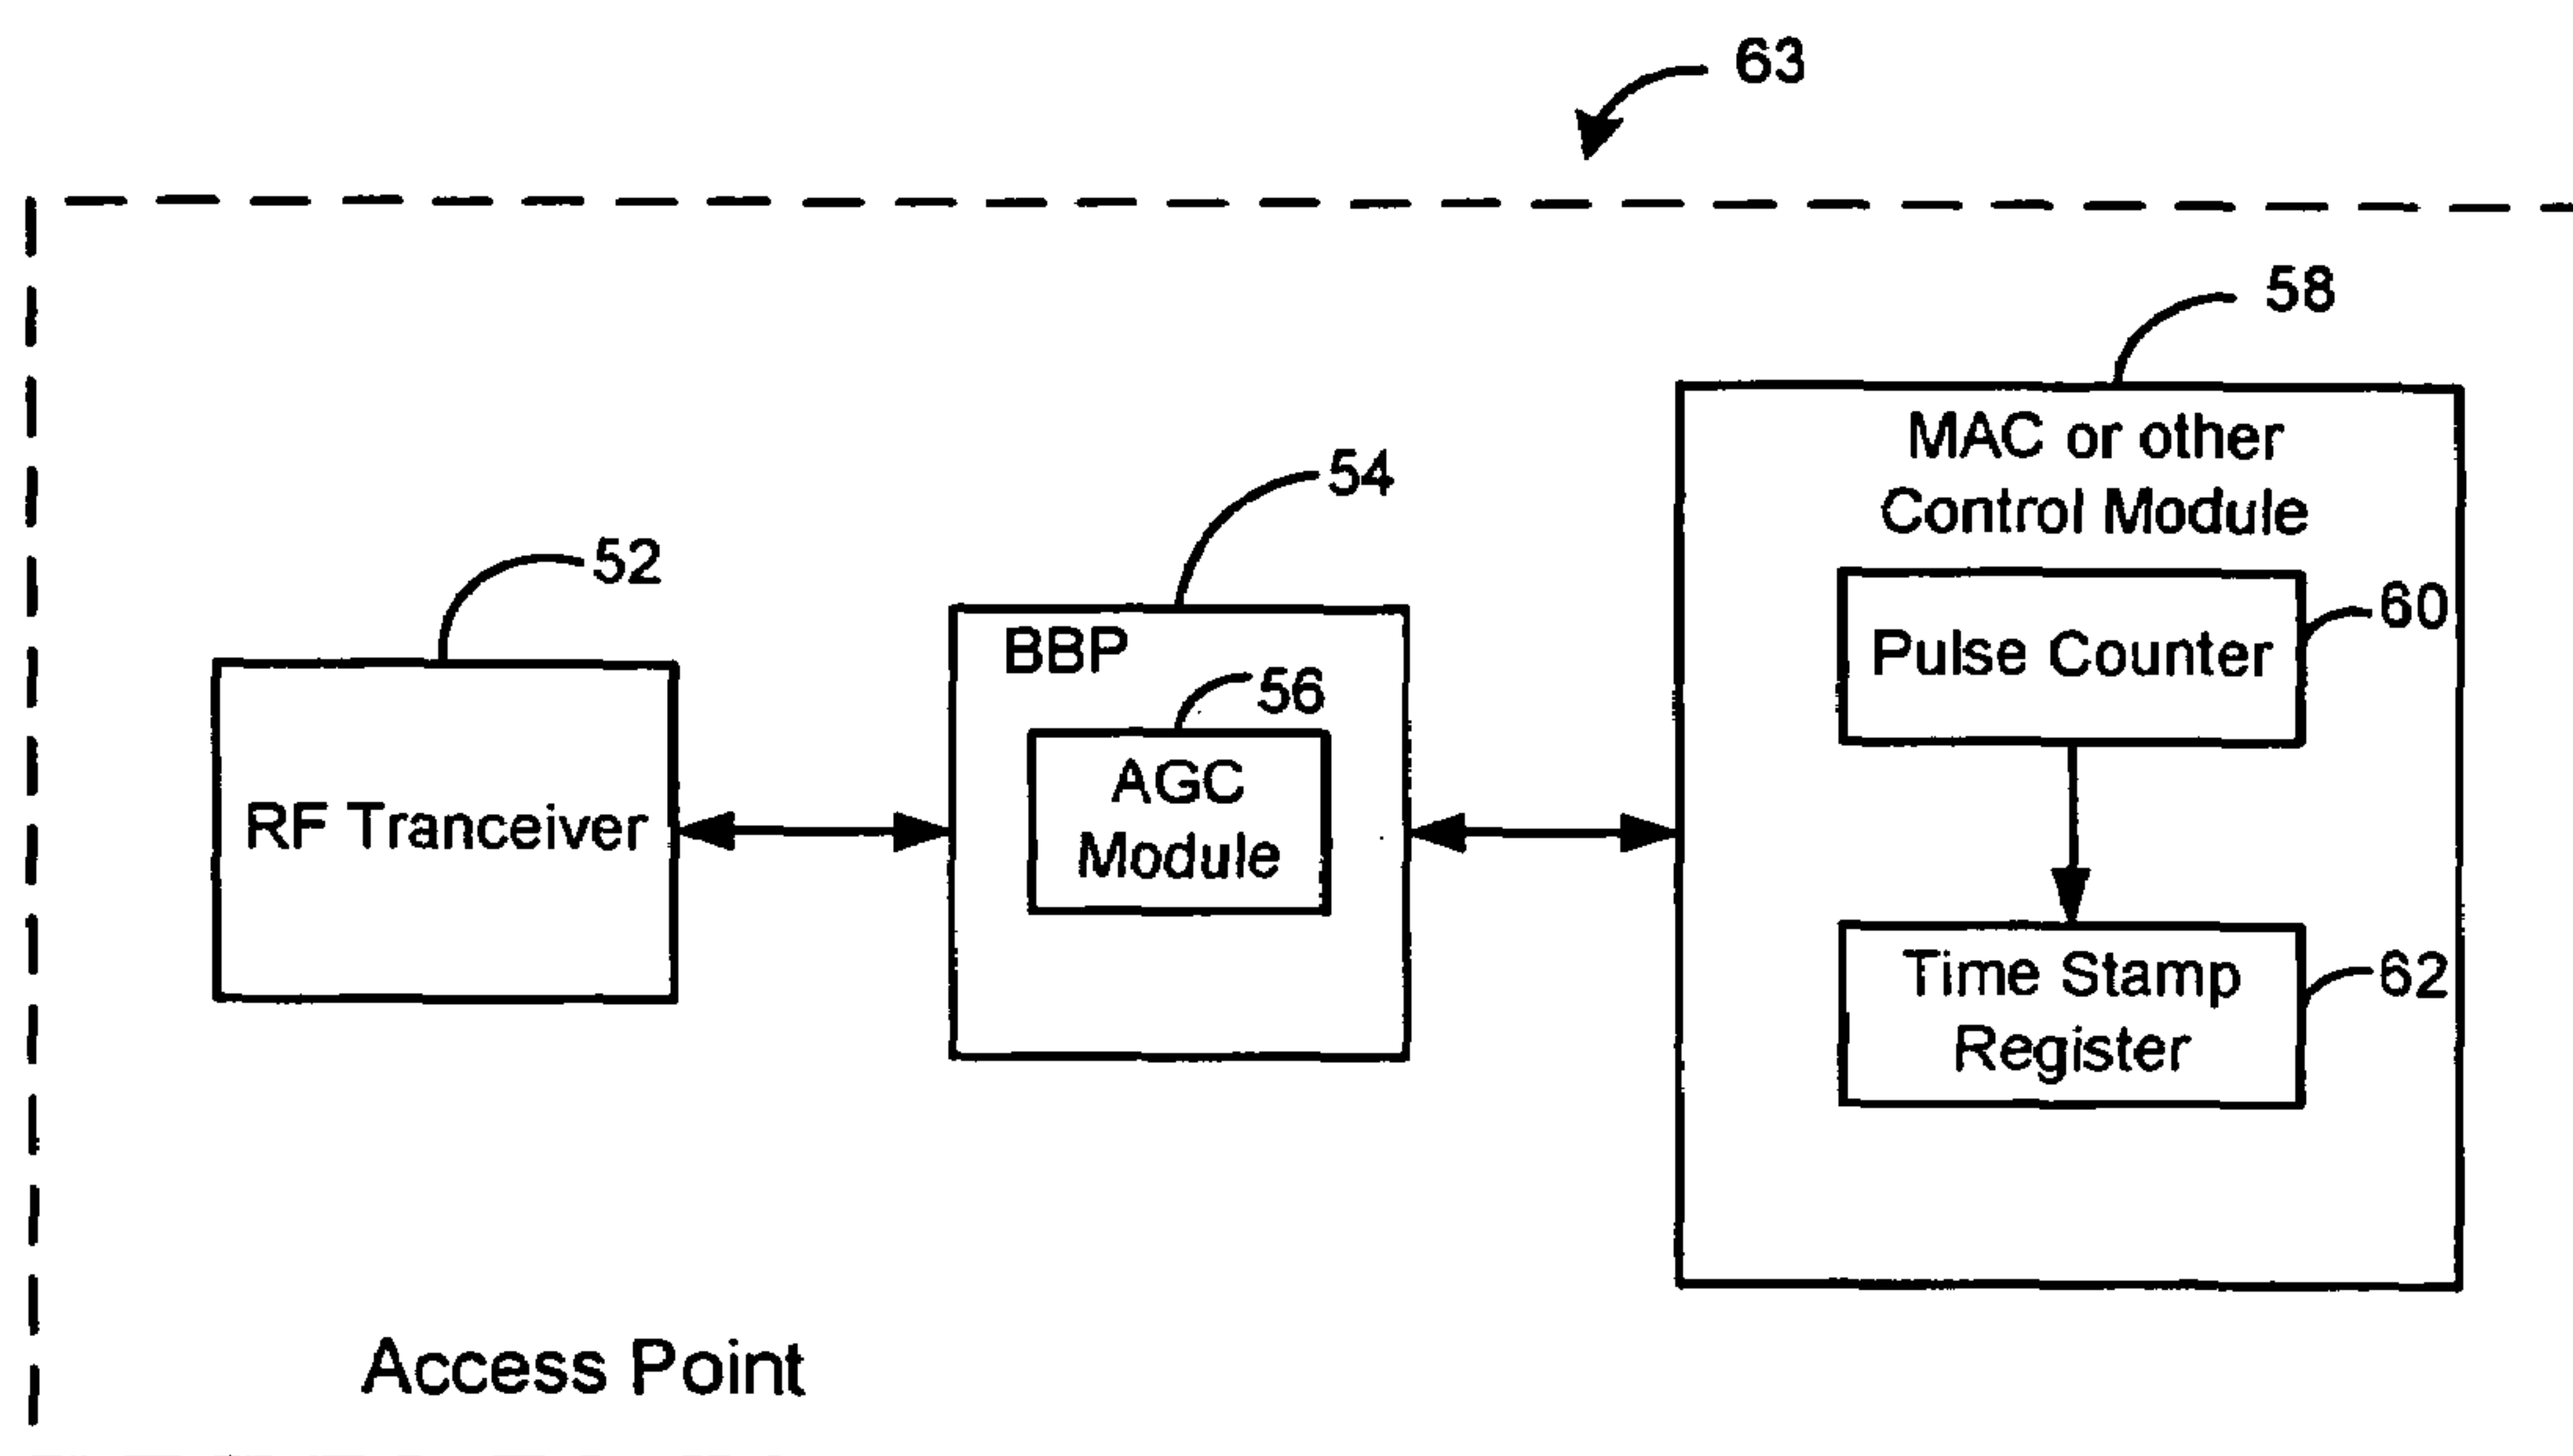 63
58
MAC or other
Control Module
54
52
60
Pulse Counter
BBP
56
AGC
Module
RF Tranceiver
Time Stamp
Register
62
Access Point